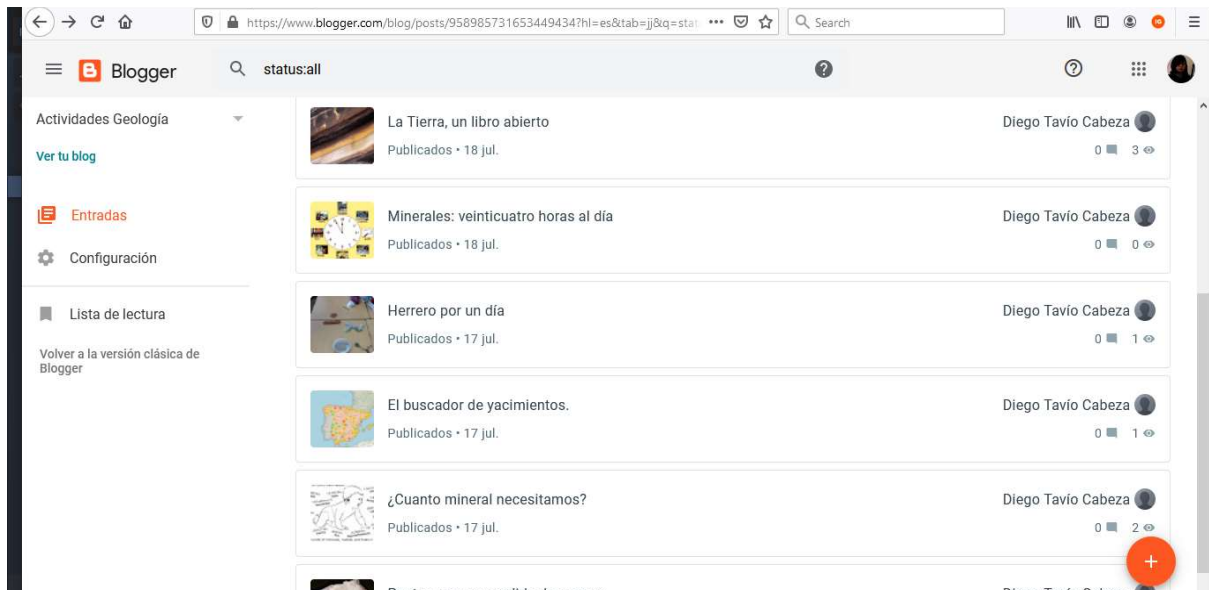 https://www.blogger.com/blog/posts/958985731653449434?hl=es&tab=jj&q=stat
Search
Blogger
status:all
Actividades Geología
Ver tu blog
Entradas
Configuración
Lista de lectura
Volver a la versión clásica de
Blogger
La Tierra, un libro abierto
Diego Tavío Cabeza
Publicados • 18 jul.
0 3
Minerales: veinticuatro horas al día
Diego Tavío Cabeza
Publicados • 18 jul.
0 0
Herrero por un día
Diego Tavío Cabeza
Publicados • 17 jul.
0 1
El buscador de yacimientos.
Diego Tavío Cabeza
Publicados • 17 jul.
0 1
¿Cuanto mineral necesitamos?
Diego Tavío Cabeza
Publicados • 17 jul.
0 2